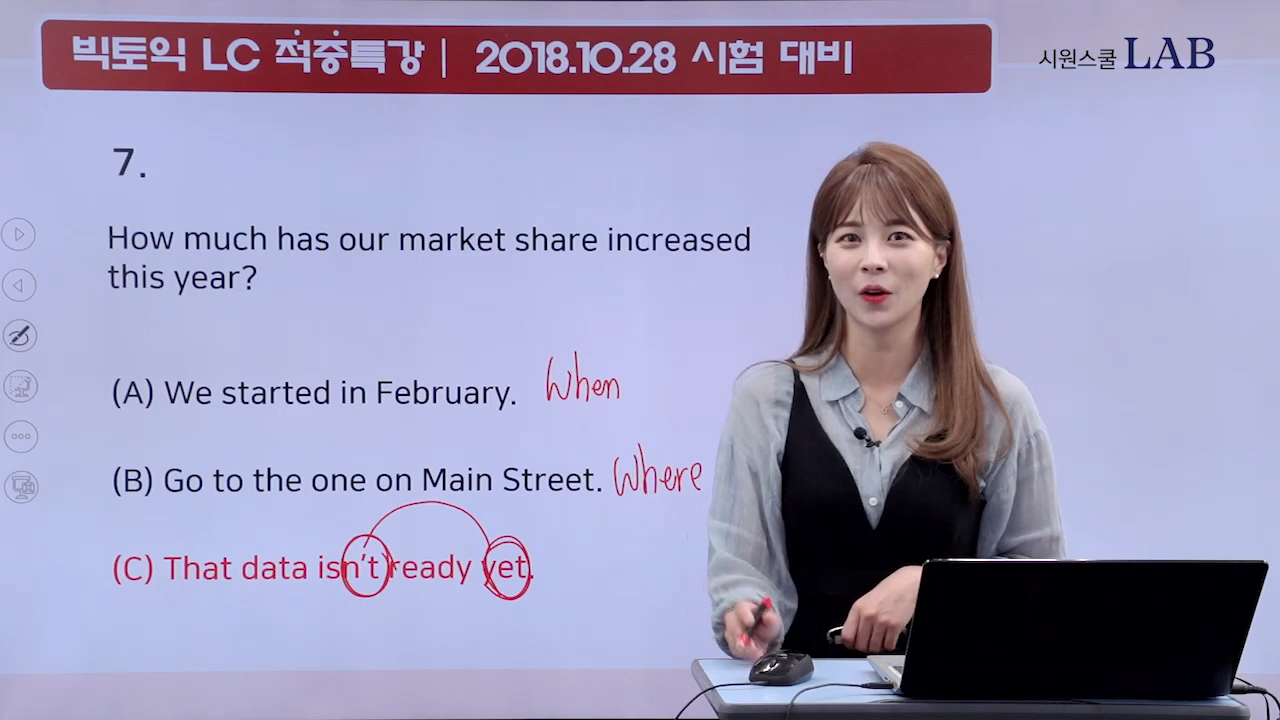 빅토익 LC 적중특강 | 2018.10.28 시험 대비
시원스쿨 LAB
7.
How much has our market share increased
this year?
(A) We started in February. When
(B) Go to the one on Main Street. Where
(C) That data isn't ready yet.